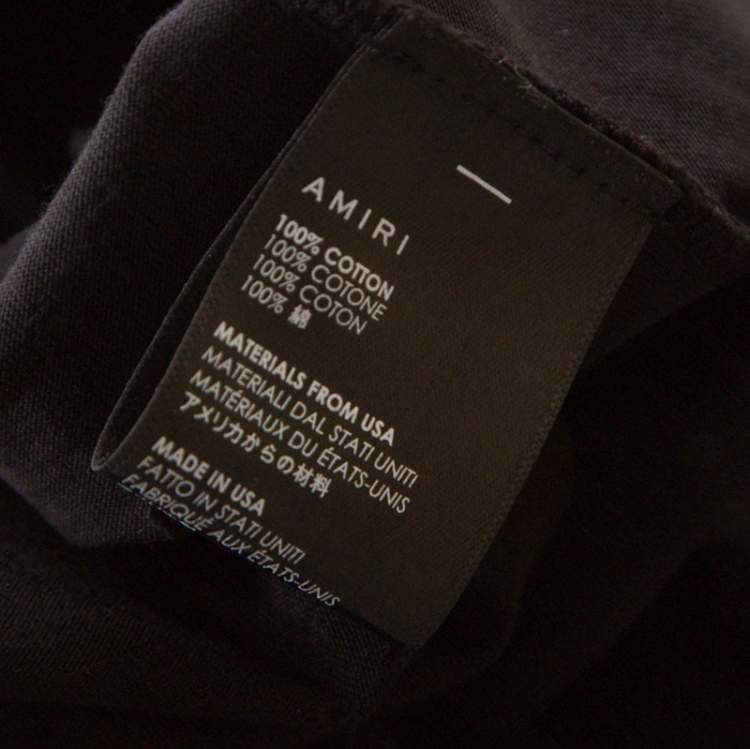 AMIRI
100% COTTON
100% COTONE
100% COTON
100% 綿
MATERIALS FROM USA
MATERIALI DAL STATI UNITI
MATÉRIAUX DU ÉTATS-UNIS
アメリカからの材料
MADE IN USA
FATTO IN STATI UNITI
FABRIQUÉ AUX ÉTATS-UNIS